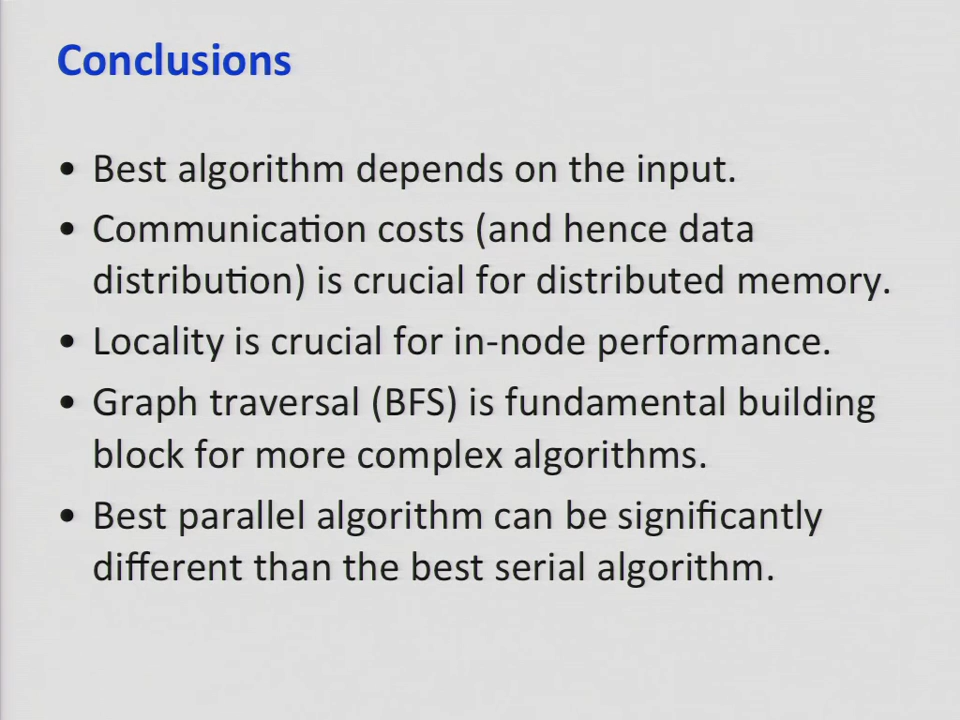 Conclusions
• Best algorithm depends on the input.
• Communication costs (and hence data
distribution) is crucial for distributed memory.
• Locality is crucial for in-node performance.
• Graph traversal (BFS) is fundamental building
block for more complex algorithms.
• Best parallel algorithm can be significantly
different than the best serial algorithm.